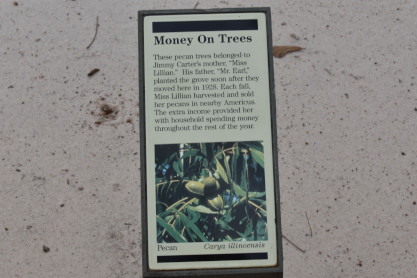 Money On Trees
These pecan trees belonged to
Jimmy Carter's mother, "Miss
Lillian." His father, "Mr. Earl,"
planted the grove soon after they
moved here in 1928. Each fall,
Miss Lillian harvested and sold
her pecans in nearby Americus.
The extra income provided her
with household spending money
throughout the rest of the year.
Pecan Carya illinoensis